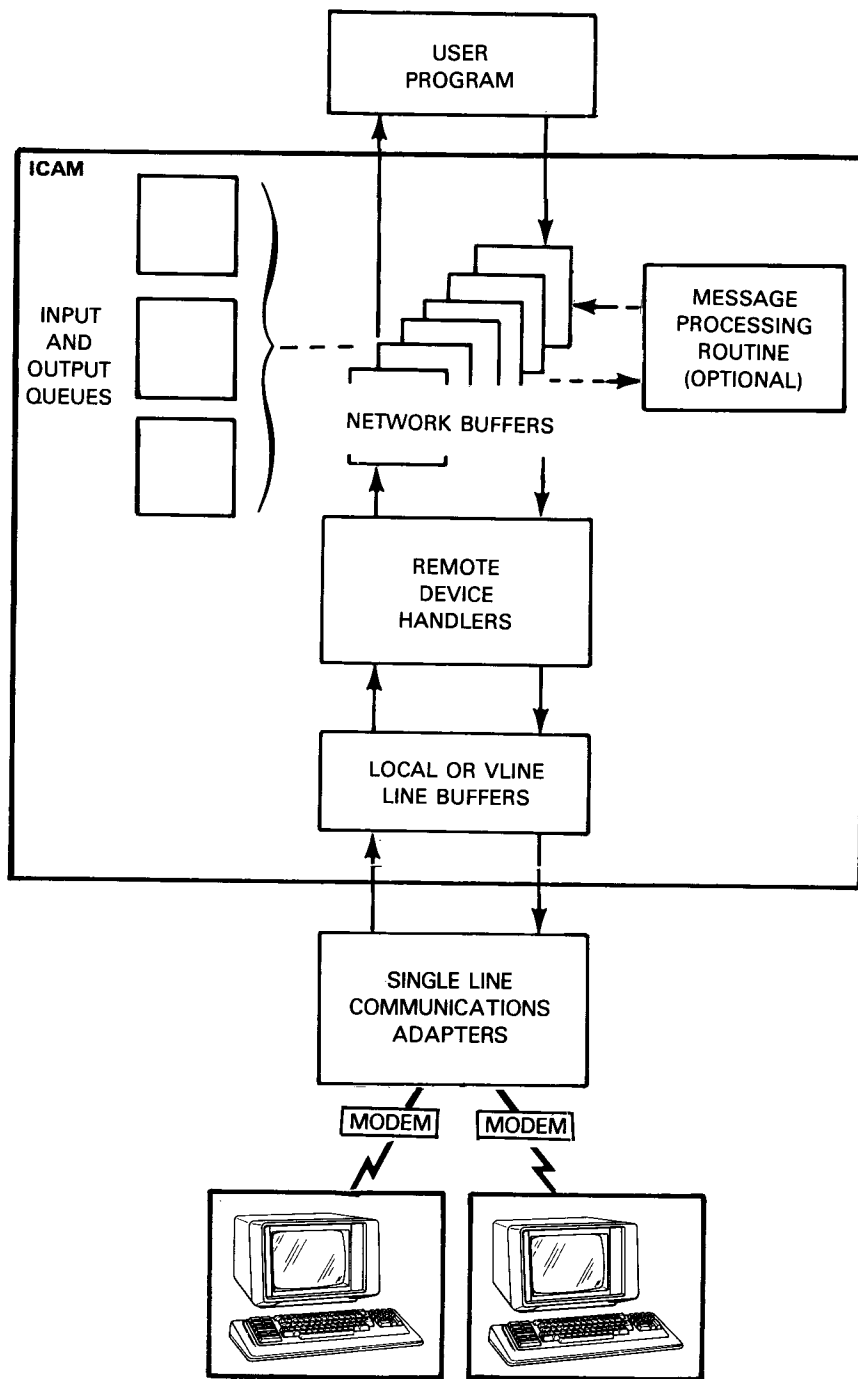 USER
PROGRAM
ICAM
INPUT
AND
OUTPUT
QUEUES
MESSAGE
PROCESSING
ROUTINE
(OPTIONAL)
NETWORK BUFFERS
REMOTE
DEVICE
HANDLERS
LOCAL OR VLINE
LINE BUFFERS
SINGLE LINE
COMMUNICATIONS
ADAPTERS
MODEM
MODEM